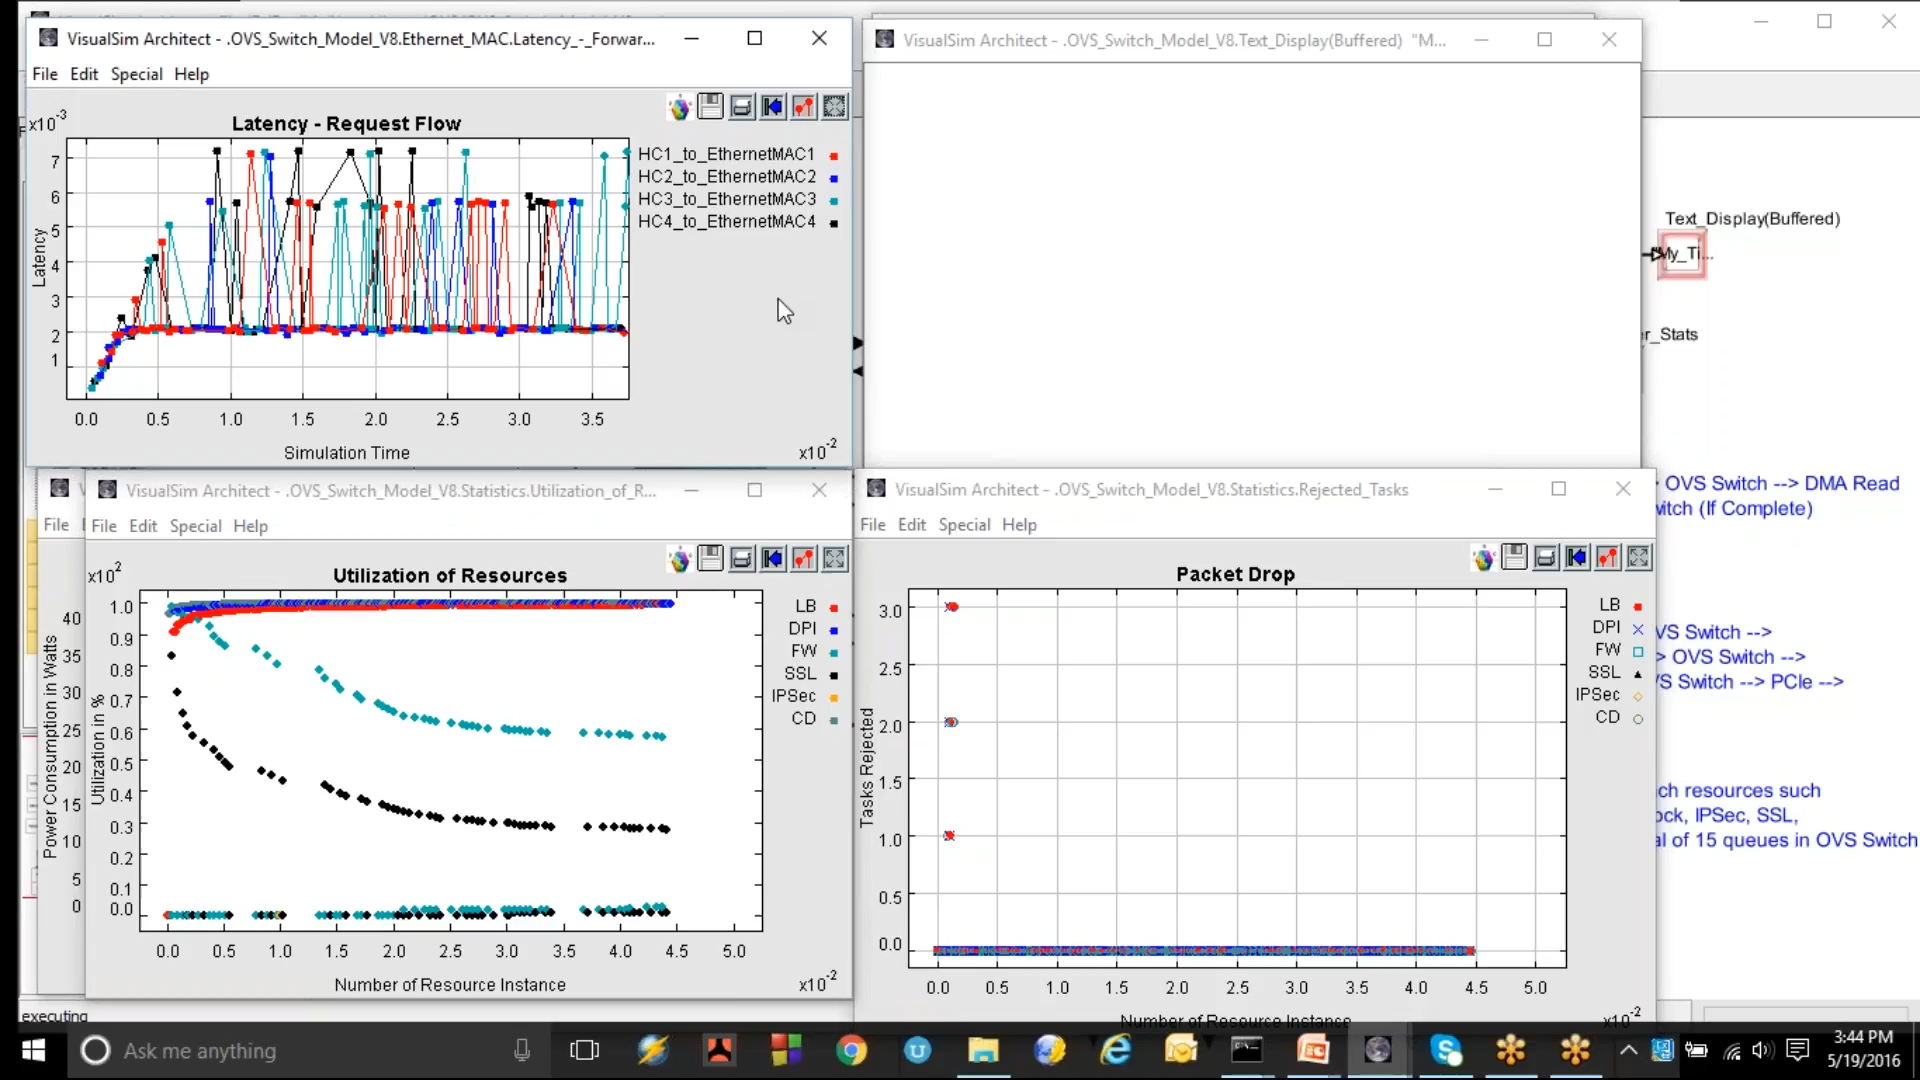 VisualSim Architect - .OVS_Switch_Model_V8.Ethernet_MAC.Latency_-_Forwar...
File Edit Special Help
Latency - Request Flow
x10-3
7
6
5
4
3
2
1
Latency
0.0 0.5 1.0 1.5 2.0 2.5 3.0 3.5
Simulation Time
x10-2
HC1_to_EthernetMAC1
HC2_to_EthernetMAC2
HC3_to_EthernetMAC3
HC4_to_EthernetMAC4
VisualSim Architect - .OVS_Switch_Model_V8.Text_Display(Buffered) "M...
Text_Display(Buffered)
My_Ti...
r_Stats
OVS Switch --> DMA Read
witch (If Complete)
VS Switch -->
> OVS Switch -->
VS Switch --> PCIe -->
ch resources such
ock, IPSec, SSL,
al of 15 queues in OVS Switch
File
40
35
30
25
20
15
10
5
0
Power Consumption in Watts
VisualSim Architect - .OVS_Switch_Model_V8.Statistics.Utilization_of_R...
File Edit Special Help
Utilization of Resources
x102
1.0
0.9
0.8
0.7
0.6
0.5
0.4
0.3
0.2
0.1
0.0
Utilization in %
0.0 0.5 1.0 1.5 2.0 2.5 3.0 3.5 4.0 4.5 5.0
Number of Resource Instance
x10-2
LB
DPI
FW
SSL
IPSec
CD
VisualSim Architect - .OVS_Switch_Model_V8.Statistics.Rejected_Tasks
File Edit Special Help
Packet Drop
3.0
2.5
2.0
1.5
1.0
0.5
0.0
Tasks Rejected
0.0 0.5 1.0 1.5 2.0 2.5 3.0 3.5 4.0 4.5 5.0
Number of Resource Instance
x10-2
LB
DPI
FW
SSL
IPSec
CD
executing
Ask me anything
3:44 PM
5/19/2016